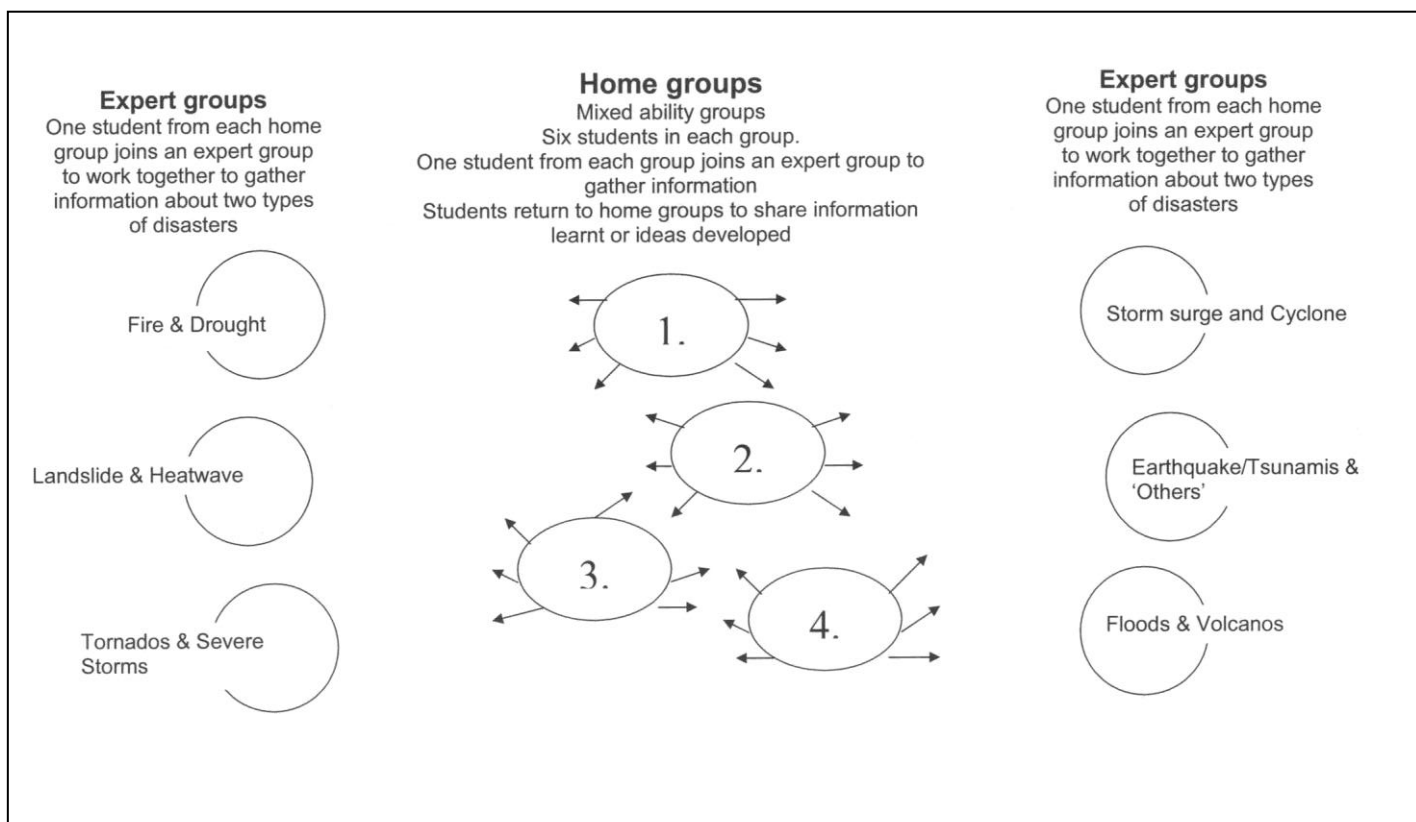 Expert groups
One student from each home
group joins an expert group
to work together to gather
information about two types
of disasters
Fire & Drought
Landslide & Heatwave
Tornados & Severe
Storms
Home groups
Mixed ability groups
Six students in each group.
One student from each group joins an expert group to
gather information
Students return to home groups to share information
learnt or ideas developed
1.
2.
3.
4.
Expert groups
One student from each home
group joins an expert group
to work together to gather
information about two types
of disasters
Storm surge and Cyclone
Earthquake/Tsunamis &
‘Others’
Floods & Volcanos